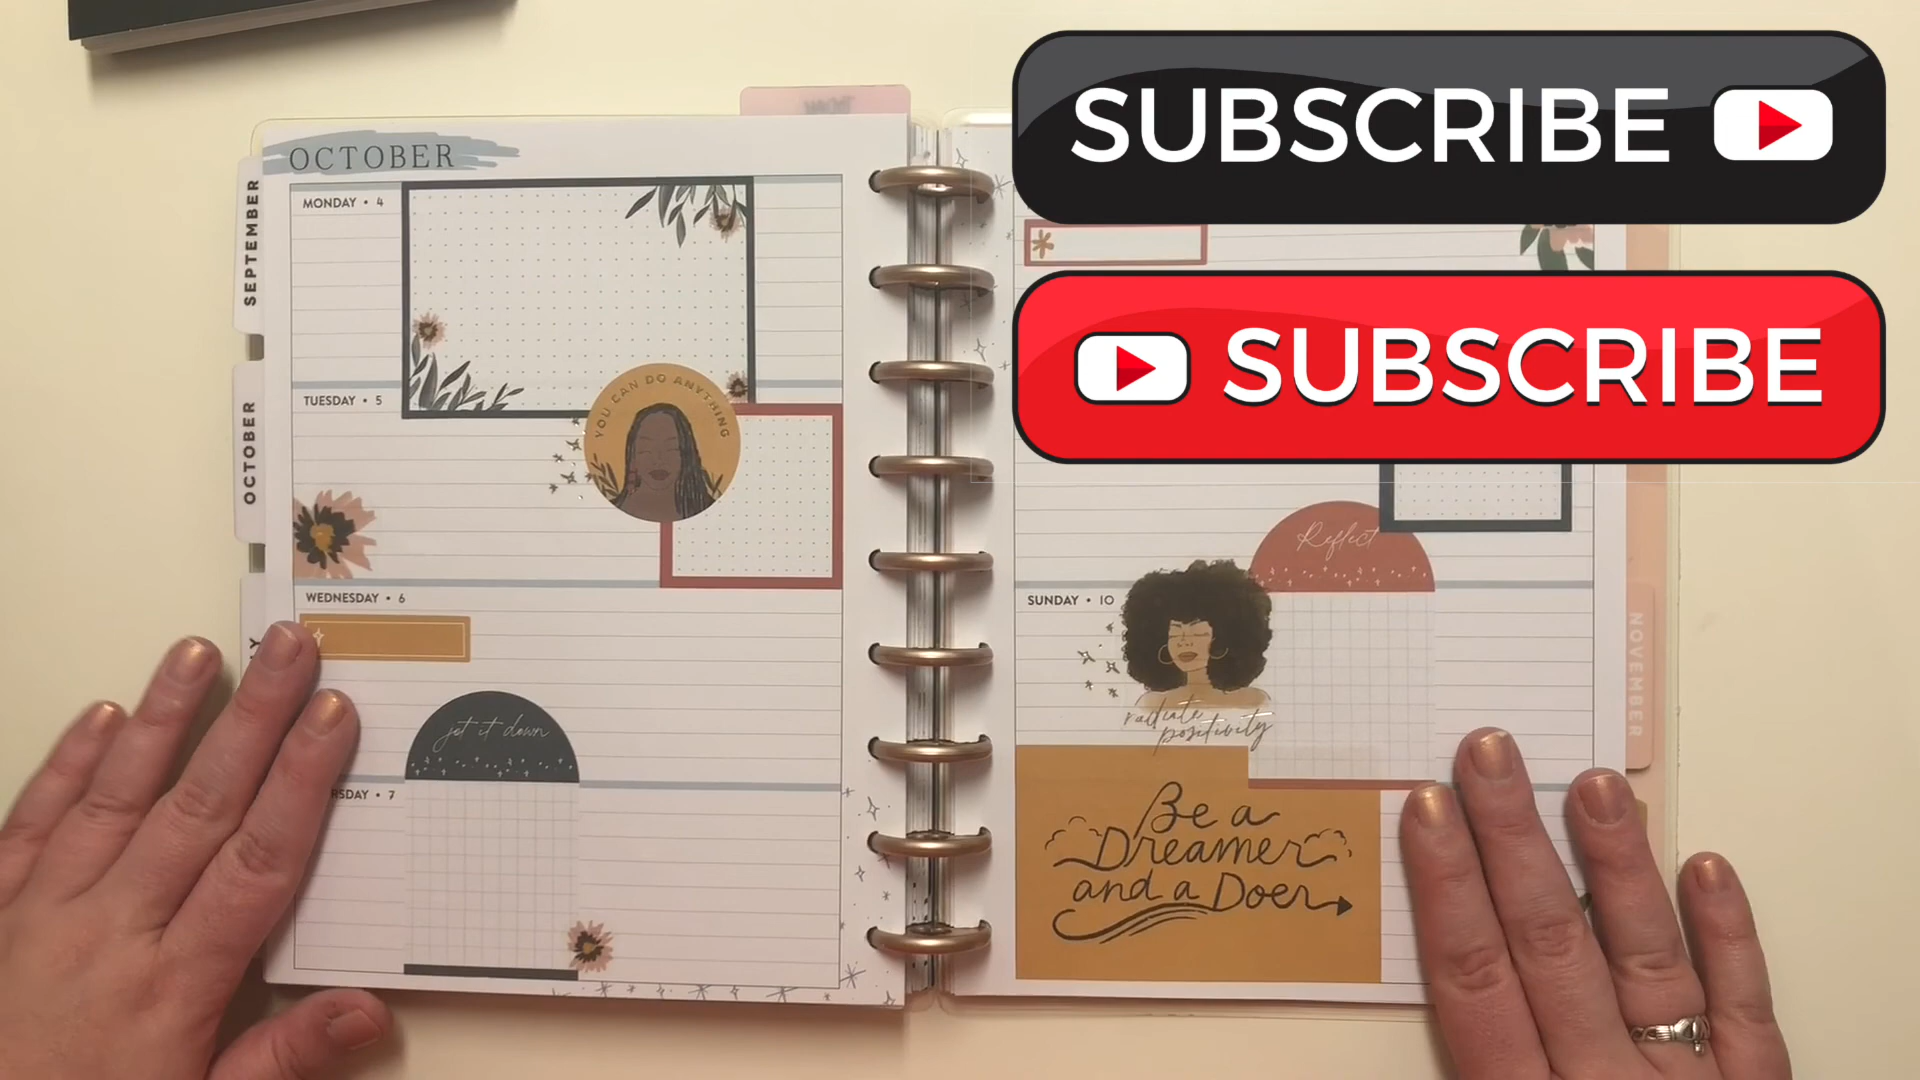 SUBSCRIBE
SUBSCRIBE
OCTOBER
SEPTEMBER
OCTOBER
MONDAY • 4
YOU CAN DO ANYTHING
TUESDAY • 5
WEDNESDAY • 6
jot it down
RSDAY • 7
Reflect
SUNDAY • 10
radiate
positivity
Be a
Dreamer
and a Doer
NOVEMBER